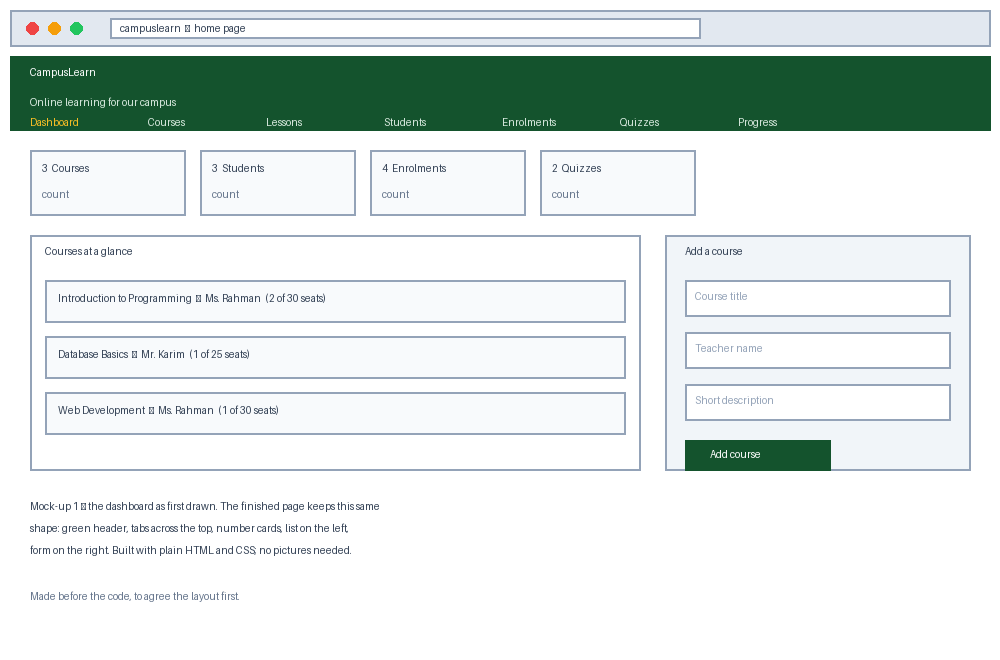 campuslearn ▯ home page
CampusLearn
Online learning for our campus
Dashboard Courses Lessons Students Enrolments Quizzes Progress
3 Courses
count
3 Students
count
4 Enrolments
count
2 Quizzes
count
Courses at a glance
Introduction to Programming ▯ Ms. Rahman (2 of 30 seats)
Database Basics ▯ Mr. Karim (1 of 25 seats)
Web Development ▯ Ms. Rahman (1 of 30 seats)
Add a course
Course title
Teacher name
Short description
Add course
Mock-up 1 ▯ the dashboard as first drawn. The finished page keeps this same
shape: green header, tabs across the top, number cards, list on the left,
form on the right. Built with plain HTML and CSS; no pictures needed.
Made before the code, to agree the layout first.